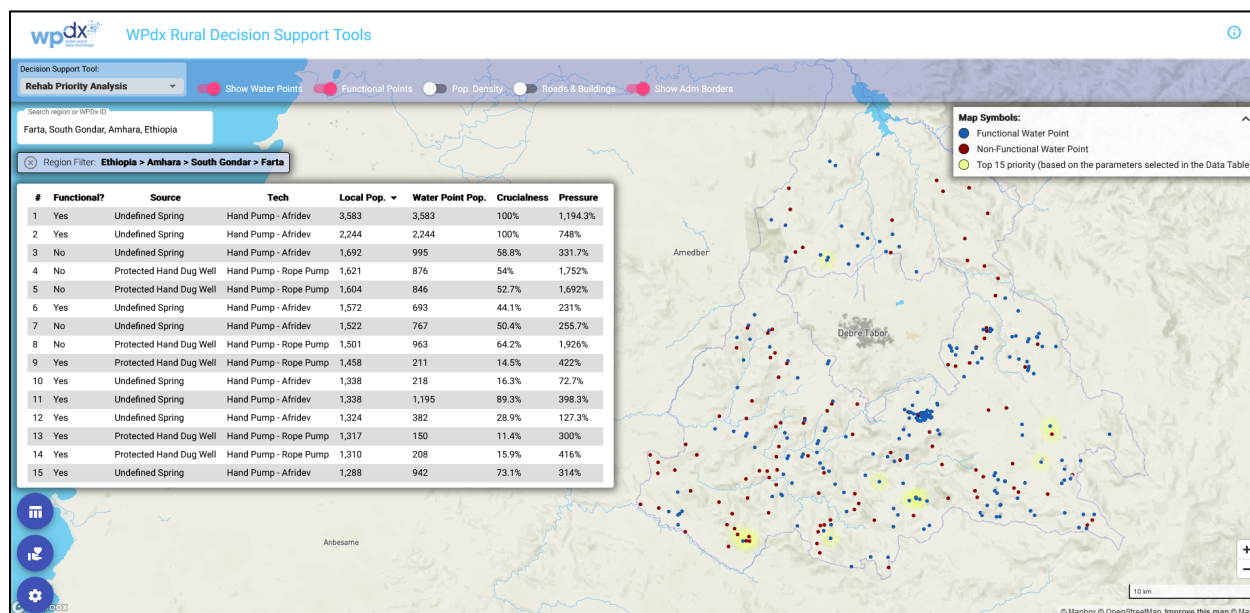 wpdx
water point
data exchange
WPdx Rural Decision Support Tools
Decision Support Tool:
Rehab Priority Analysis
Show Water Points
Functional Points
Pop. Density
Roads & Buildings
Show Adm Borders
Search region or WPDx-ID
Farta, South Gondar, Amhara, Ethiopia
Region Filter: Ethiopia > Amhara > South Gondar > Farta
Map Symbols:
Functional Water Point
Non-Functional Water Point
Top 15 priority (based on the parameters selected in the Data Table)
# Functional? Source Tech Local Pop. Water Point Pop. Crucialness Pressure
1 Yes Undefined Spring Hand Pump - Afridev 3,583 3,583 100% 1,194.3%
2 Yes Undefined Spring Hand Pump - Afridev 2,244 2,244 100% 748%
3 No Undefined Spring Hand Pump - Afridev 1,692 995 58.8% 331.7%
4 No Protected Hand Dug Well Hand Pump - Rope Pump 1,621 876 54% 1,752%
5 No Protected Hand Dug Well Hand Pump - Rope Pump 1,604 846 52.7% 1,692%
6 Yes Undefined Spring Hand Pump - Afridev 1,572 693 44.1% 231%
7 No Undefined Spring Hand Pump - Afridev 1,522 767 50.4% 255.7%
8 No Protected Hand Dug Well Hand Pump - Rope Pump 1,501 963 64.2% 1,926%
9 Yes Protected Hand Dug Well Hand Pump - Rope Pump 1,458 211 14.5% 422%
10 Yes Undefined Spring Hand Pump - Afridev 1,338 218 16.3% 72.7%
11 Yes Undefined Spring Hand Pump - Afridev 1,338 1,195 89.3% 398.3%
12 Yes Undefined Spring Hand Pump - Afridev 1,324 382 28.9% 127.3%
13 Yes Protected Hand Dug Well Hand Pump - Rope Pump 1,317 150 11.4% 300%
14 Yes Protected Hand Dug Well Hand Pump - Rope Pump 1,310 208 15.9% 416%
15 Yes Undefined Spring Hand Pump - Afridev 1,288 942 73.1% 314%
Amedber
Debre Tabor
Anbesame
10 km
© Mapbox © OpenStreetMap Improve this map © Ma